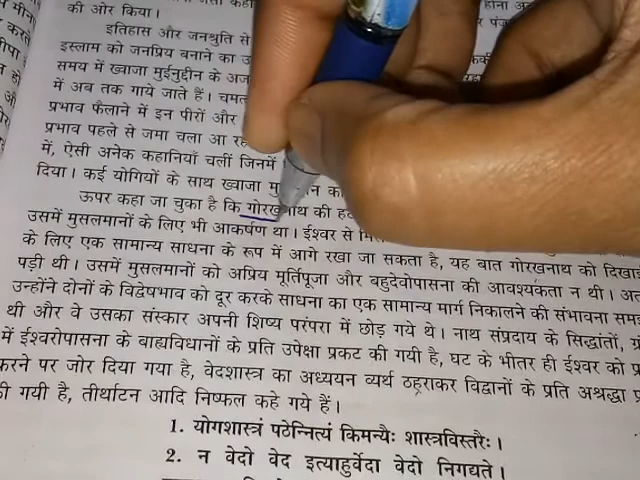 की ओर किया।
इतिहास और जनश्रुति से
इस्लाम को जनप्रिय बनाने का
समय में ख्वाजा मुईनुद्दीन के
में अब तक गाये जाते हैं।
प्रभाव फैलाने में इन पीरों और
प्रभाव पहले से जमा चला आ
में, ऐसी अनेक कहानियाँ चलीं जिनमें
दिया। कई योगियों के साथ ख्वाजा
ऊपर कहा जा चुका है कि गोरखनाथ की
उसमें मुसलमानों के लिए भी आकर्षण था। ईश्वर से
के लिए एक सामान्य साधना के रूप में आगे रखा जा सकता है, यह बात गोरखनाथ को
पड़ी थी। उसमें मुसलमानों को अप्रिय मूर्तिपूजा और बहुदेवोपासना की आवश्यकता न थी।
उन्होंने दोनों के विद्वेषभाव को दूर करके साधना का एक सामान्य मार्ग निकालने की संभावना
थी और वे उसका संस्कार अपनी शिष्य परंपरा में छोड़ गये थे। नाथ संप्रदाय के सिद्धांतों,
में ईश्वरोपासना के बाह्यविधानों के प्रति उपेक्षा प्रकट की गयी है, घट के भीतर ही ईश्वर को
करने पर जोर दिया गया है, वेदशास्त्र का अध्ययन व्यर्थ ठहराकर विद्वानों के प्रति अश्रद्धा
गयी है, तीर्थाटन आदि निष्फल कहे गये हैं।
1. योगशास्त्रं पठेन्नित्यं किमन्यैः शास्त्रविस्तरैः।
2. न वेदो वेद इत्याहुर्वेदा वेदो निगद्यते।